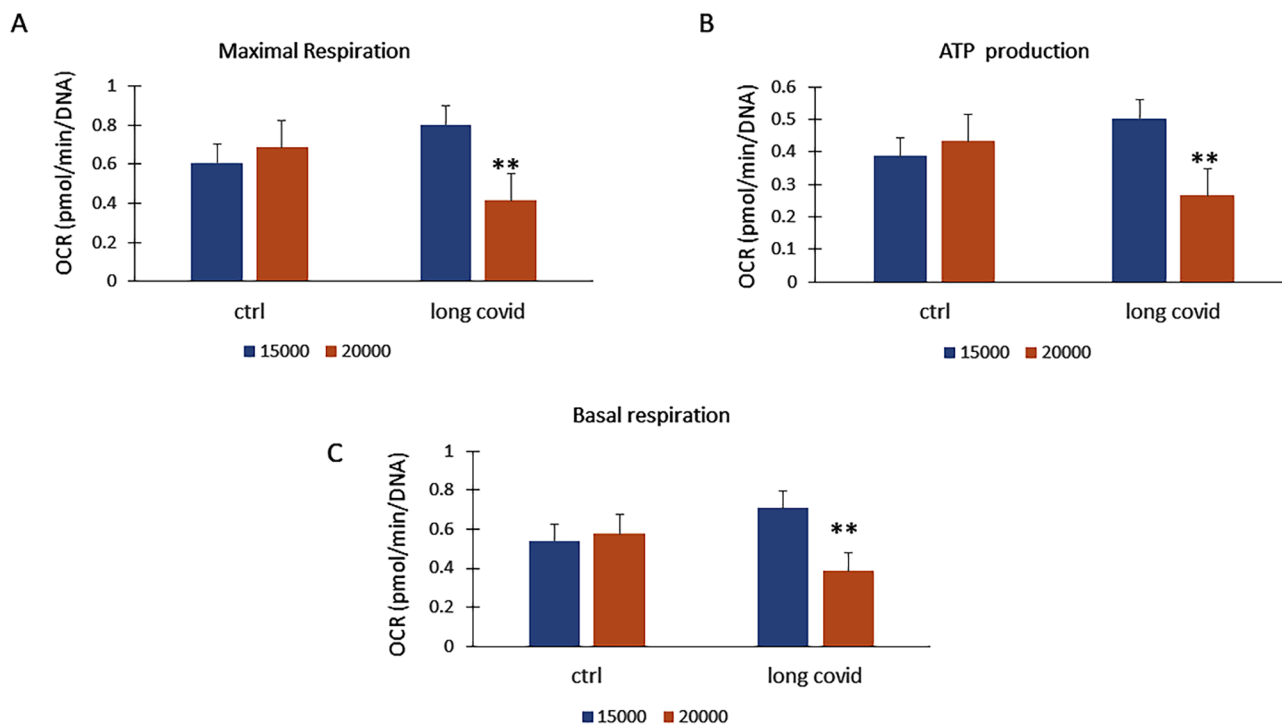 A
Maximal Respiration
OCR (pmol/min/DNA)
1
0.8
0.6
0.4
0.2
0
**
ctrl
long covid
15000 20000
B
ATP production
OCR (pmol/min/DNA)
0.6
0.5
0.4
0.3
0.2
0.1
0
**
ctrl
long covid
15000 20000
C
Basal respiration
OCR (pmol/min/DNA)
1
0.8
0.6
0.4
0.2
0
**
ctrl
long covid
15000 20000